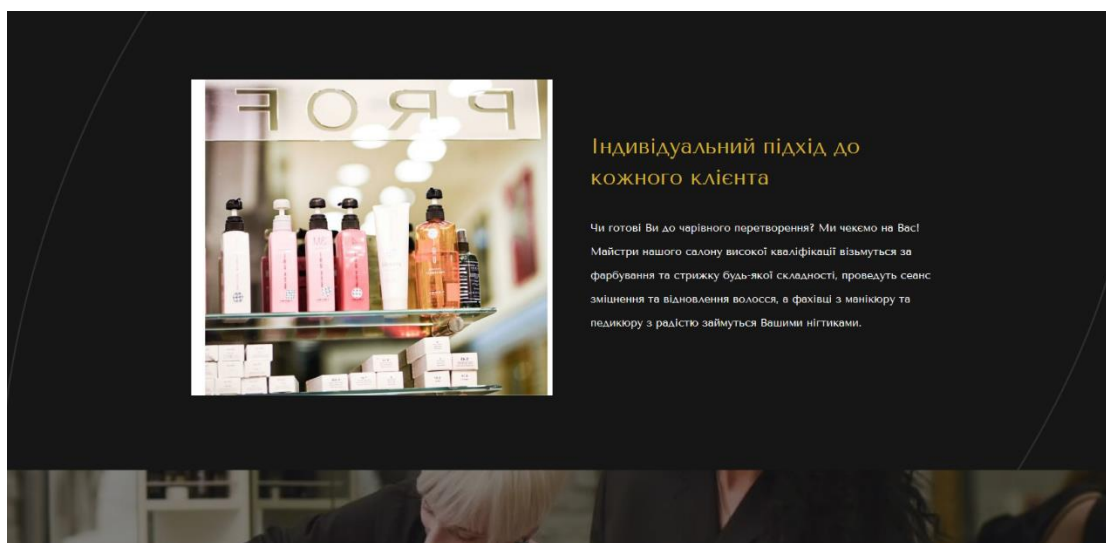 PROF
Індивідуальний підхід до
кожного клієнта
Чи готові Ви до чарівного перетворення? Ми чекємо на Вас!
Майстри нашого салону високої кваліфікації візьмуться за
фарбування та стрижку будь-якої складності, проведуть сеанс
зміцнення та відновлення волосся, а фахівці з манікюру та
педикюру з радістю займуться Вашими нігтиками.